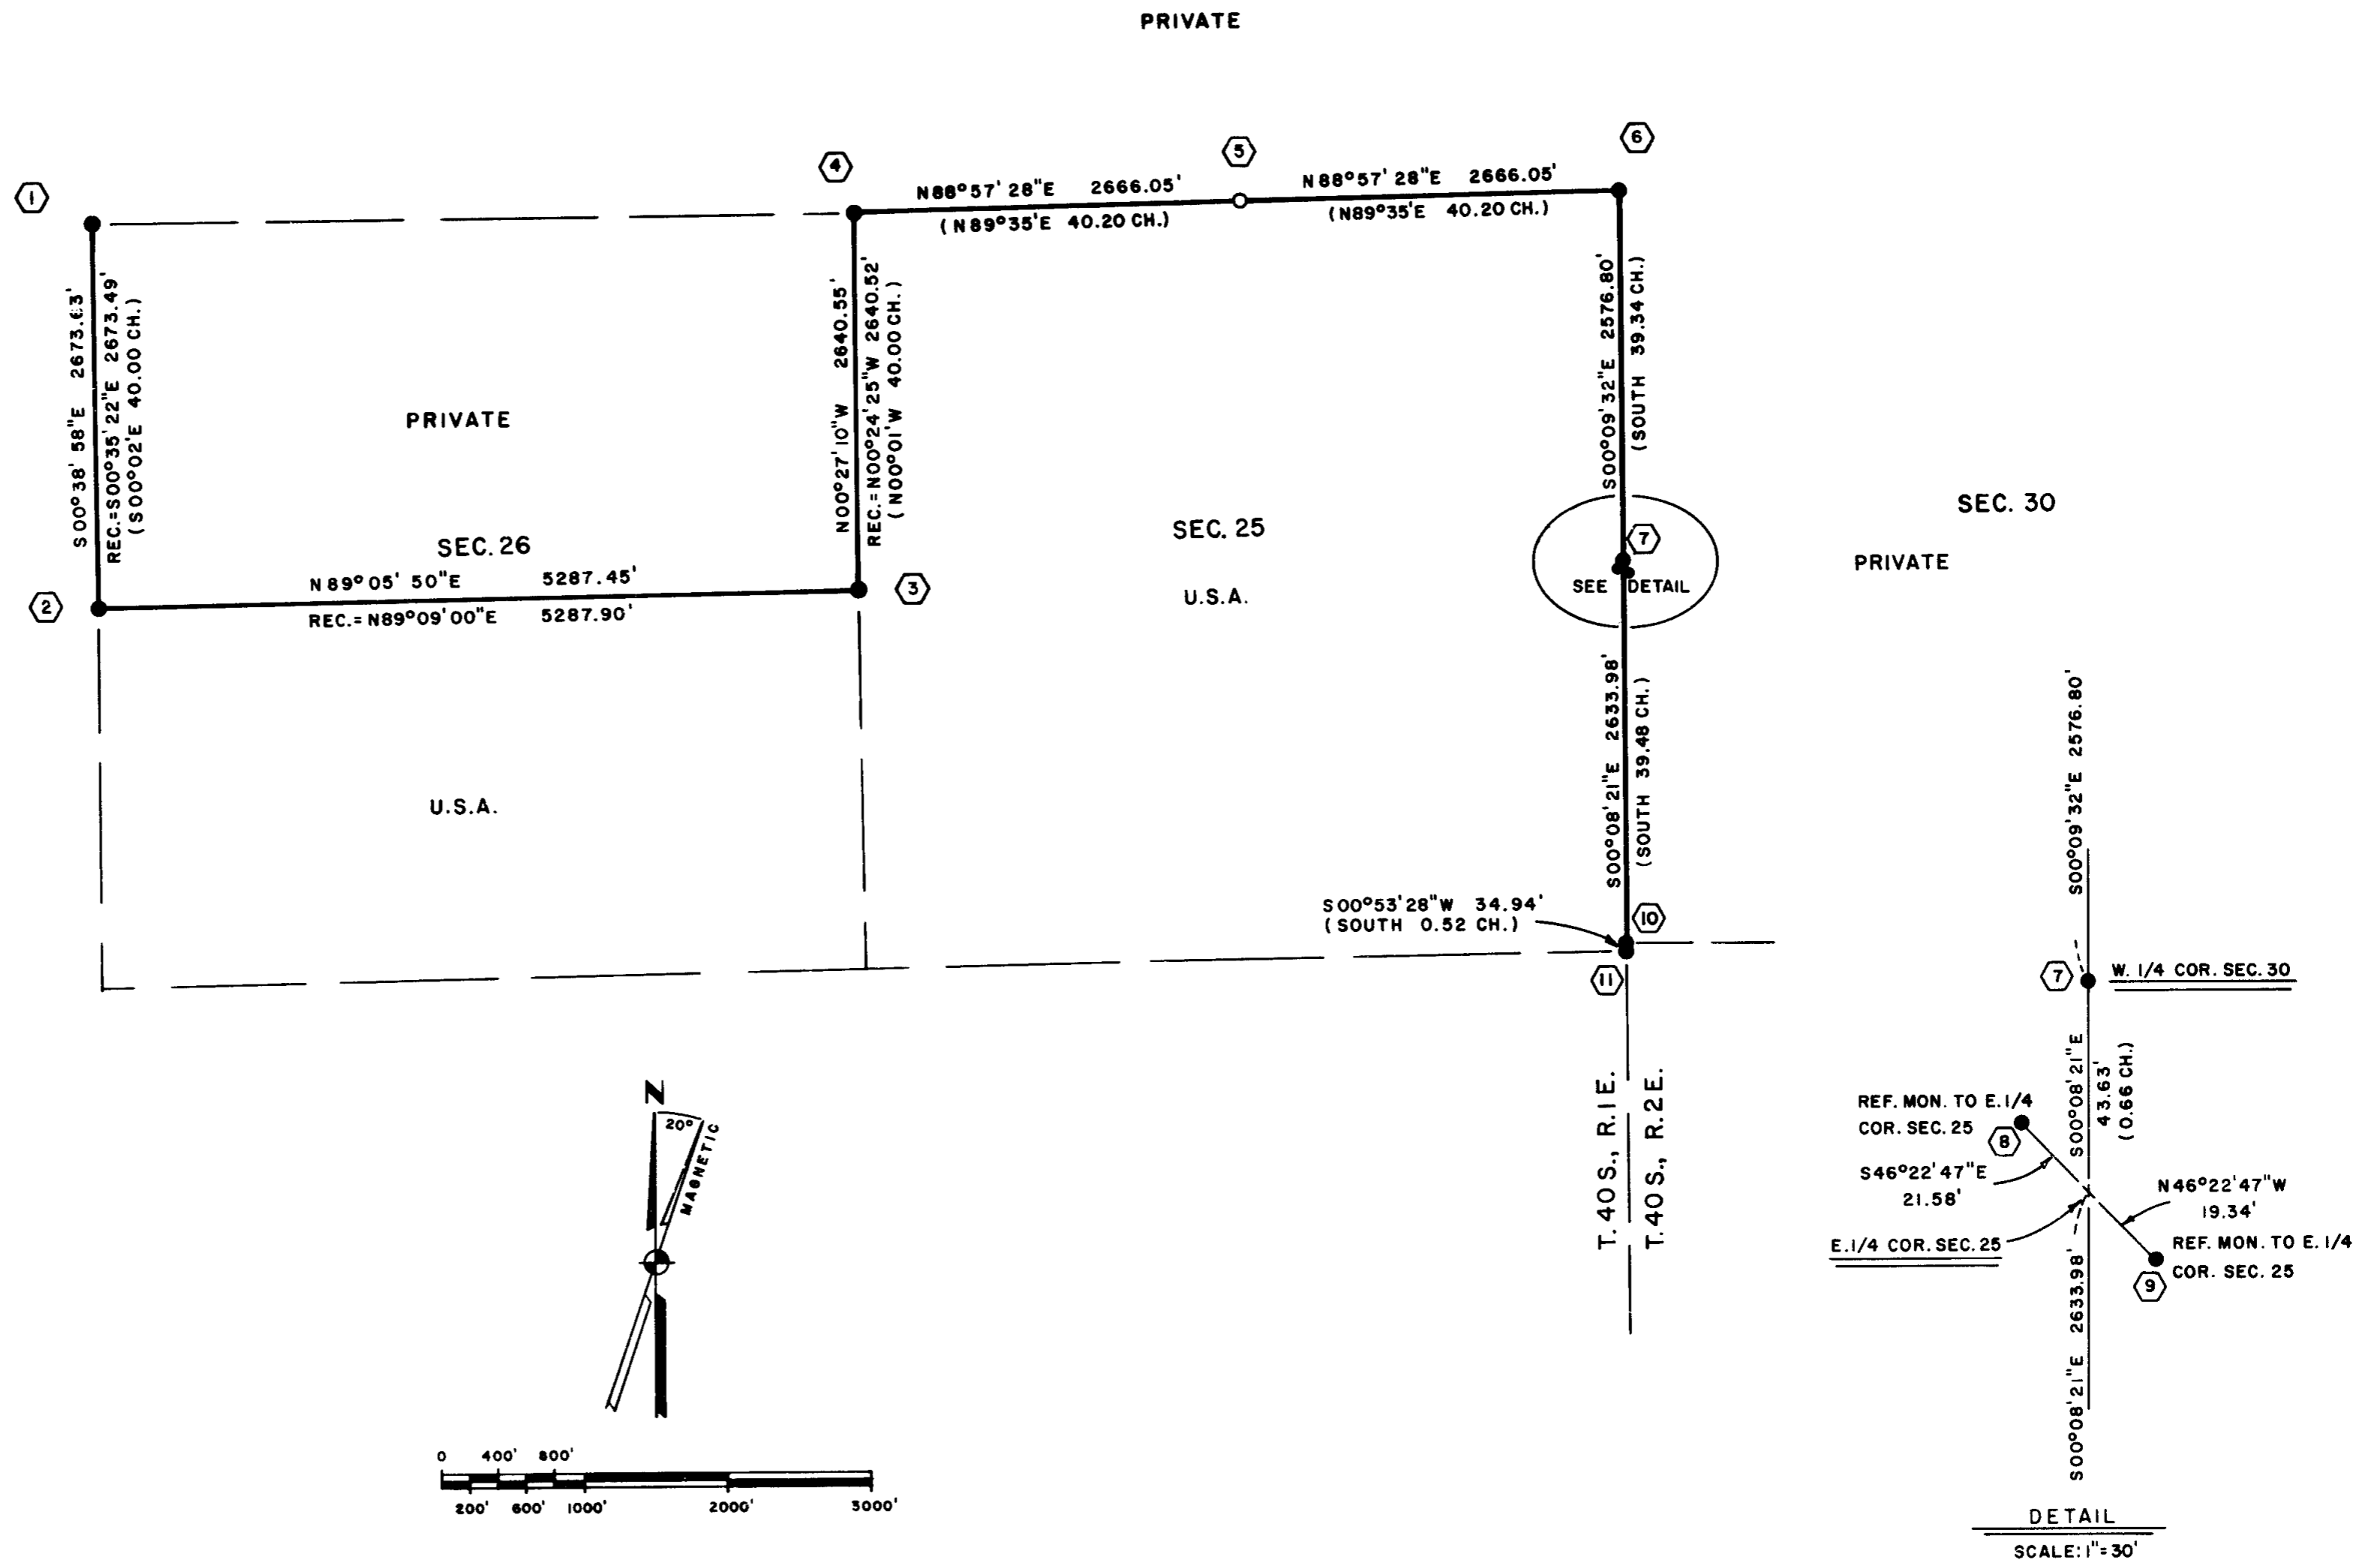 PRIVATE
1
4
5
6
N88°57'28"E 2666.05'
(N89°35'E 40.20 CH.)
N88°57'28"E 2666.05'
(N89°35'E 40.20 CH.)
S00°38'58"E 2673.63'
REC.=S00°35'22"E 2673.49'
(S00°02'E 40.00 CH.)
PRIVATE
N00°27'10"W 2640.55'
REC.=N00°24'25"W 2640.52'
(N00°01'W 40.00 CH.)
S00°09'32"E 2576.80'
(SOUTH 39.34 CH.)
SEC. 26
SEC. 25
U.S.A.
SEC. 30
PRIVATE
7
SEE DETAIL
2
N89°05'50"E 5287.45'
REC.=N89°09'00"E 5287.90'
3
S00°08'21"E 2633.98'
(SOUTH 39.48 CH.)
U.S.A.
S00°53'28"W 34.94'
(SOUTH 0.52 CH.)
10
11
T. 40S., R.1E.
T. 40S., R.2E.
N
20°
MAGNETIC
0 400' 800'
200' 600' 1000' 2000' 3000'
S00°09'32"E 2576.80'
7
W. 1/4 COR. SEC. 30
S00°08'21"E
43.63'
(0.66 CH.)
REF. MON. TO E. 1/4
COR. SEC. 25
8
S46°22'47"E
21.58'
N46°22'47"W
19.34'
E. 1/4 COR. SEC. 25
REF. MON. TO E. 1/4
COR. SEC. 25
9
S00°08'21"E 2633.98'
DETAIL
SCALE: 1"=30'